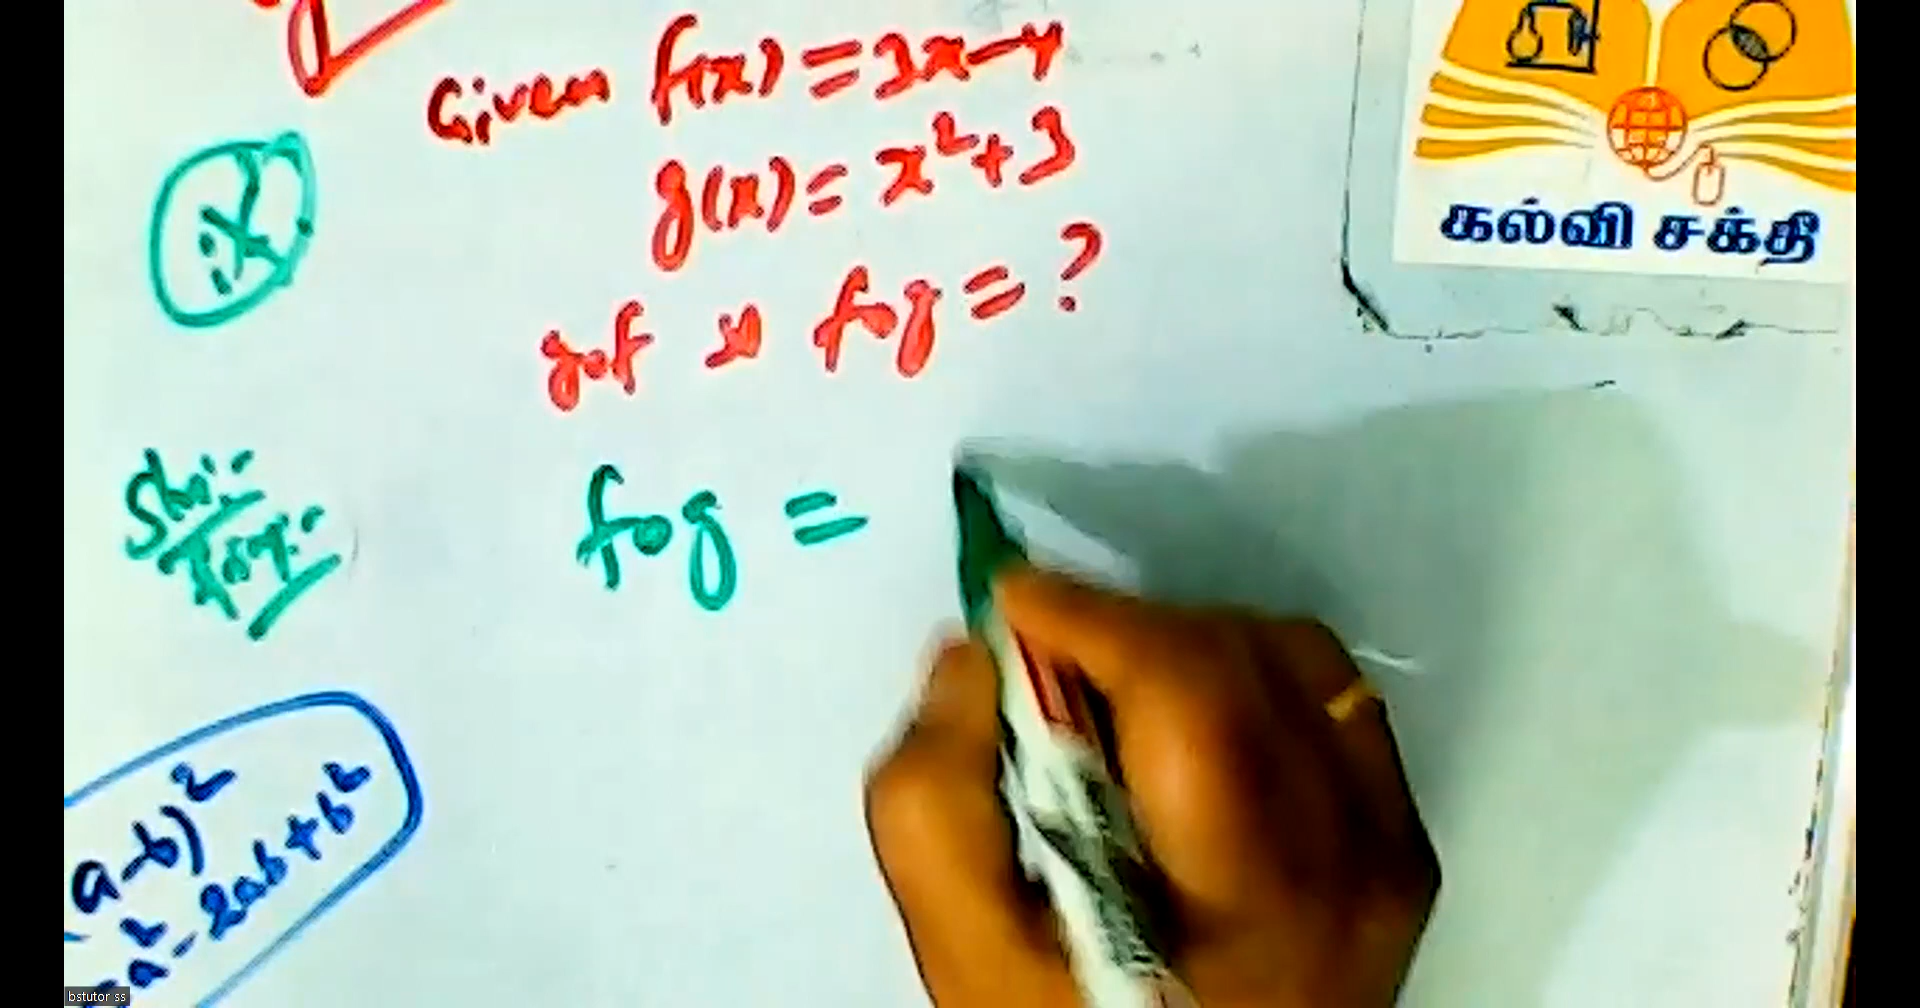 Given f(x) = 3x-4
g(x) = x²+3
gof & fog = ?
கல்வி சக்தி
fog =
(a-b)²
a²-2ab+b²
bstutor ss